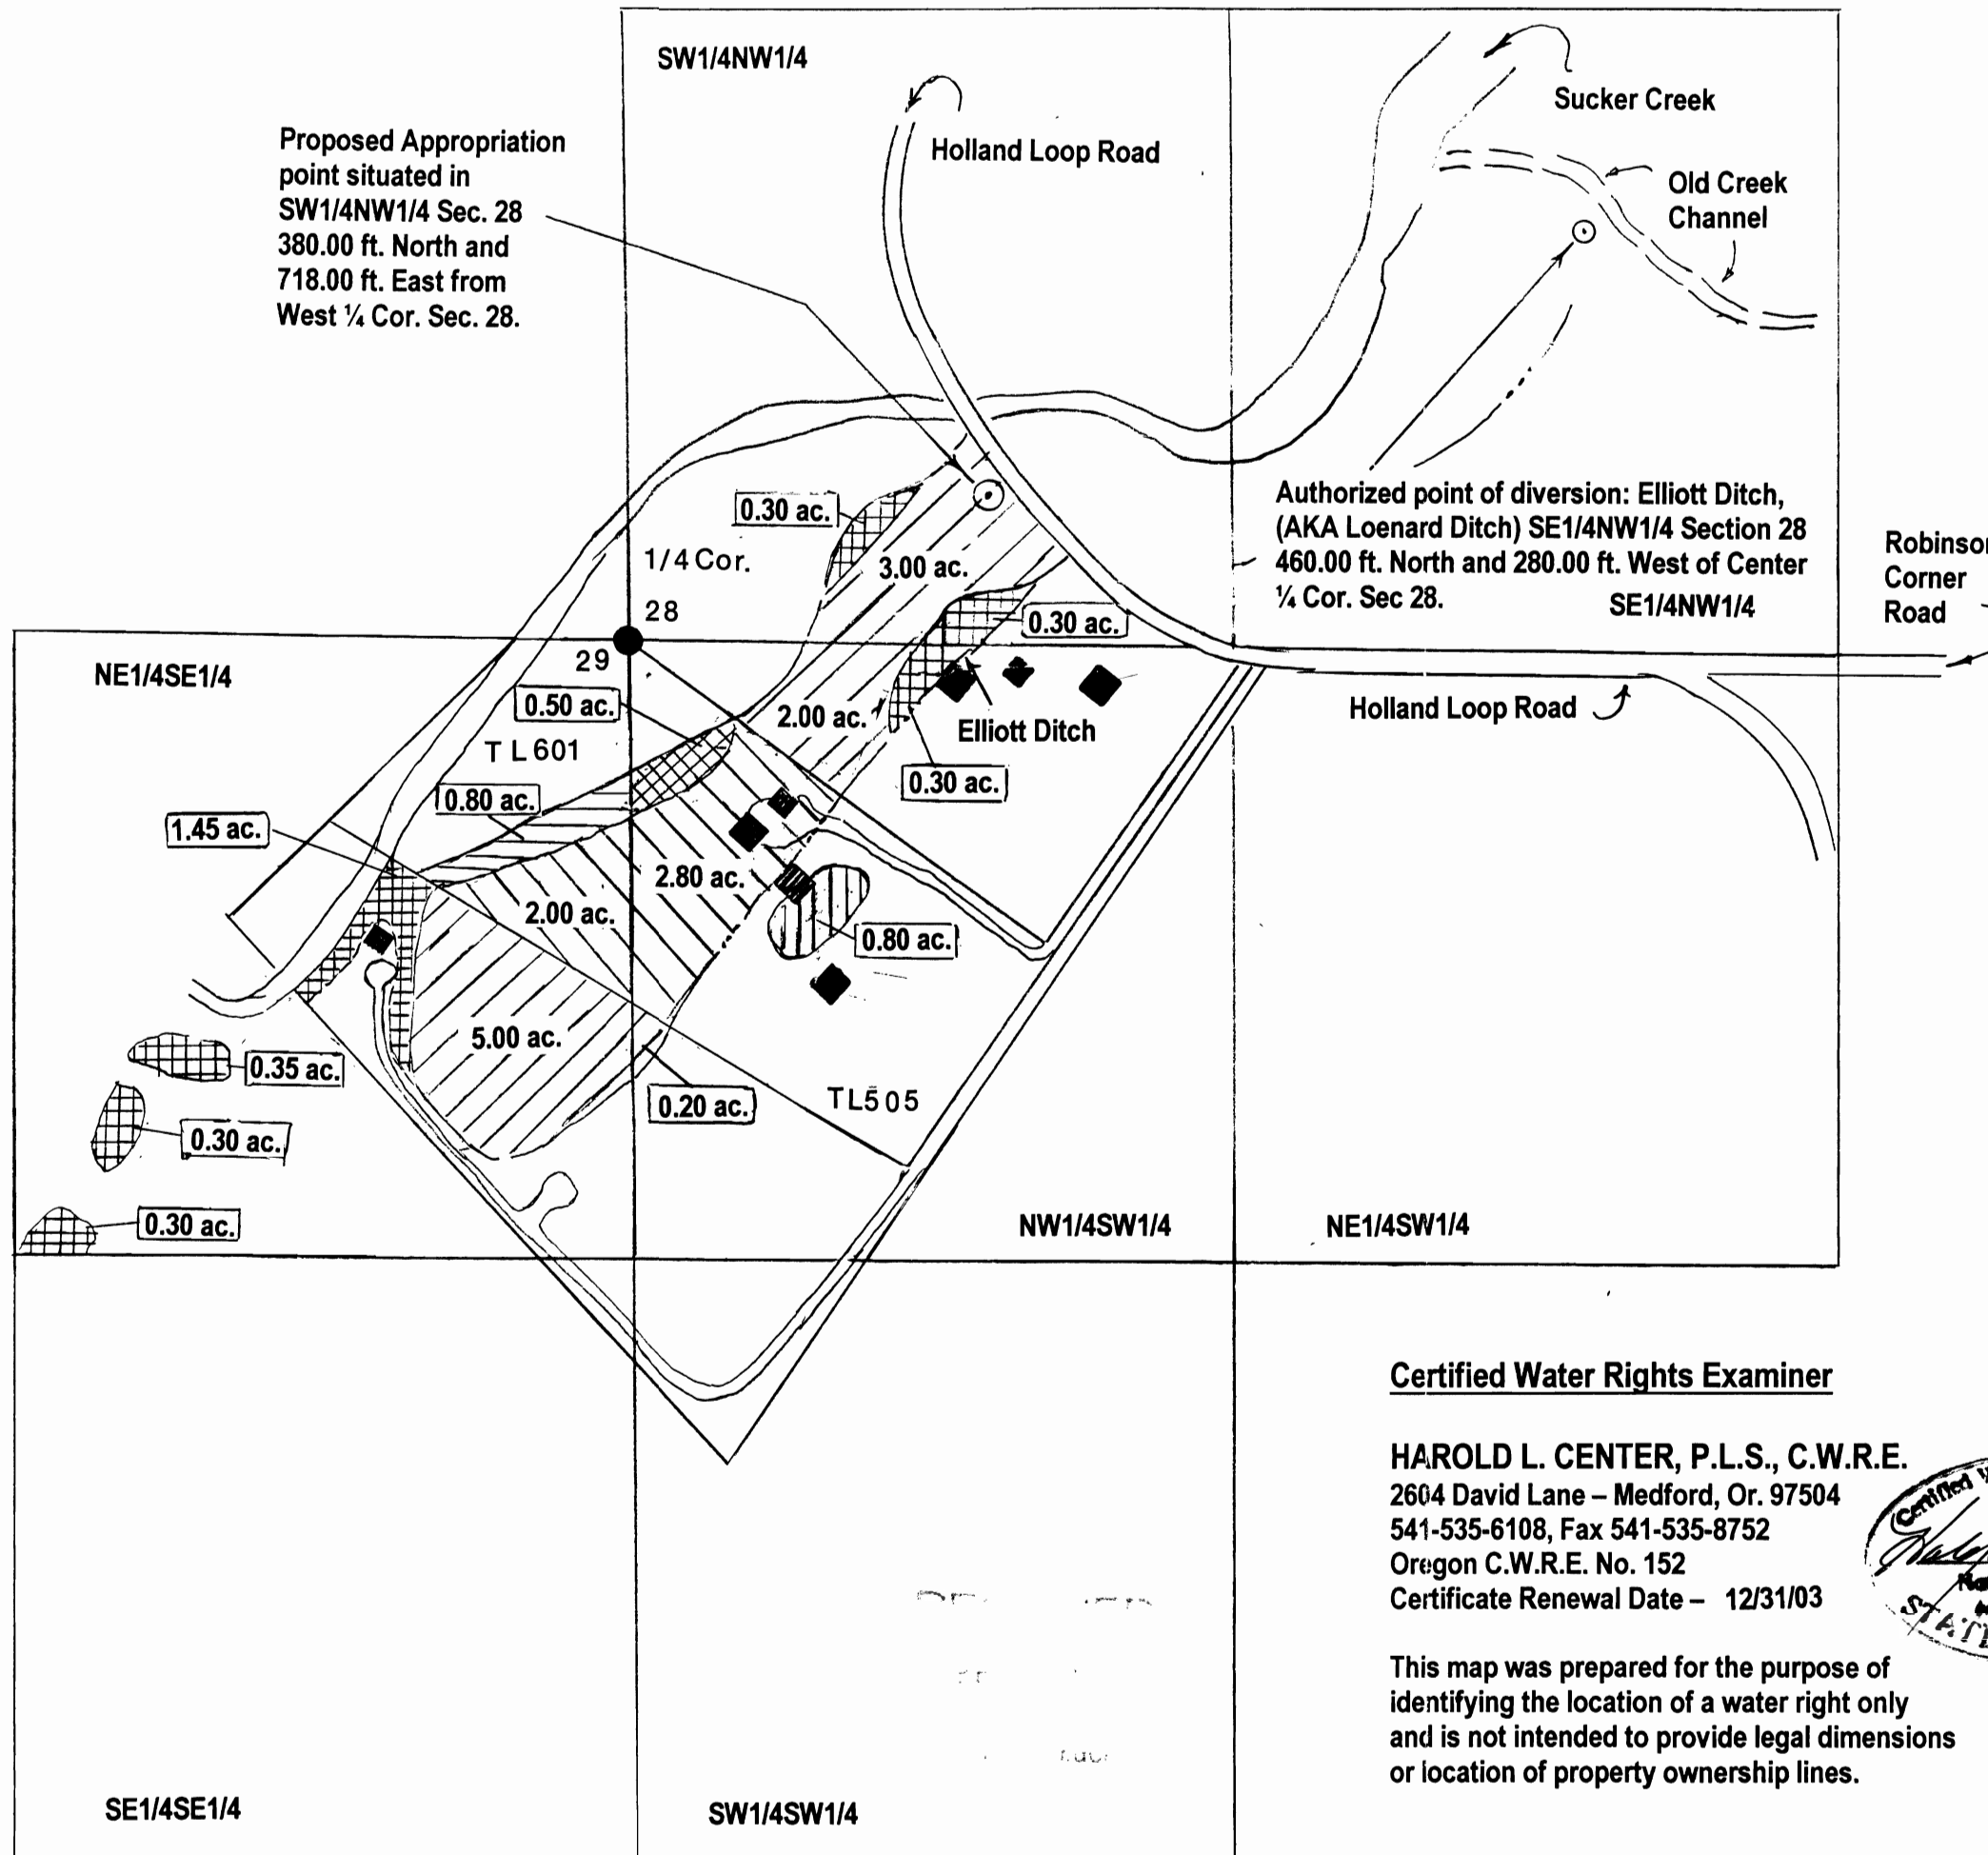 SW1/4NW1/4
Sucker Creek
Proposed Appropriation
point situated in
SW1/4NW1/4 Sec. 28
380.00 ft. North and
718.00 ft. East from
West ¼ Cor. Sec. 28.
Holland Loop Road
Old Creek
Channel
0.30 ac.
1/4 Cor.
28
29
3.00 ac.
0.30 ac.
Authorized point of diversion: Elliott Ditch,
(AKA Loenard Ditch) SE1/4NW1/4 Section 28
460.00 ft. North and 280.00 ft. West of Center
¼ Cor. Sec 28.
SE1/4NW1/4
Corner
Road
NE1/4SE1/4
0.50 ac.
TL601
2.00 ac.
Elliott Ditch
Holland Loop Road
0.30 ac.
0.80 ac.
1.45 ac.
2.80 ac.
2.00 ac.
0.80 ac.
5.00 ac.
0.35 ac.
0.20 ac.
TL505
0.30 ac.
0.30 ac.
NW1/4SW1/4
NE1/4SW1/4
Certified Water Rights Examiner
HAROLD L. CENTER, P.L.S., C.W.R.E.
2604 David Lane – Medford, Or. 97504
541-535-6108, Fax 541-535-8752
Oregon C.W.R.E. No. 152
Certificate Renewal Date – 12/31/03
Certified
This map was prepared for the purpose of
identifying the location of a water right only
and is not intended to provide legal dimensions
or location of property ownership lines.
SE1/4SE1/4
SW1/4SW1/4